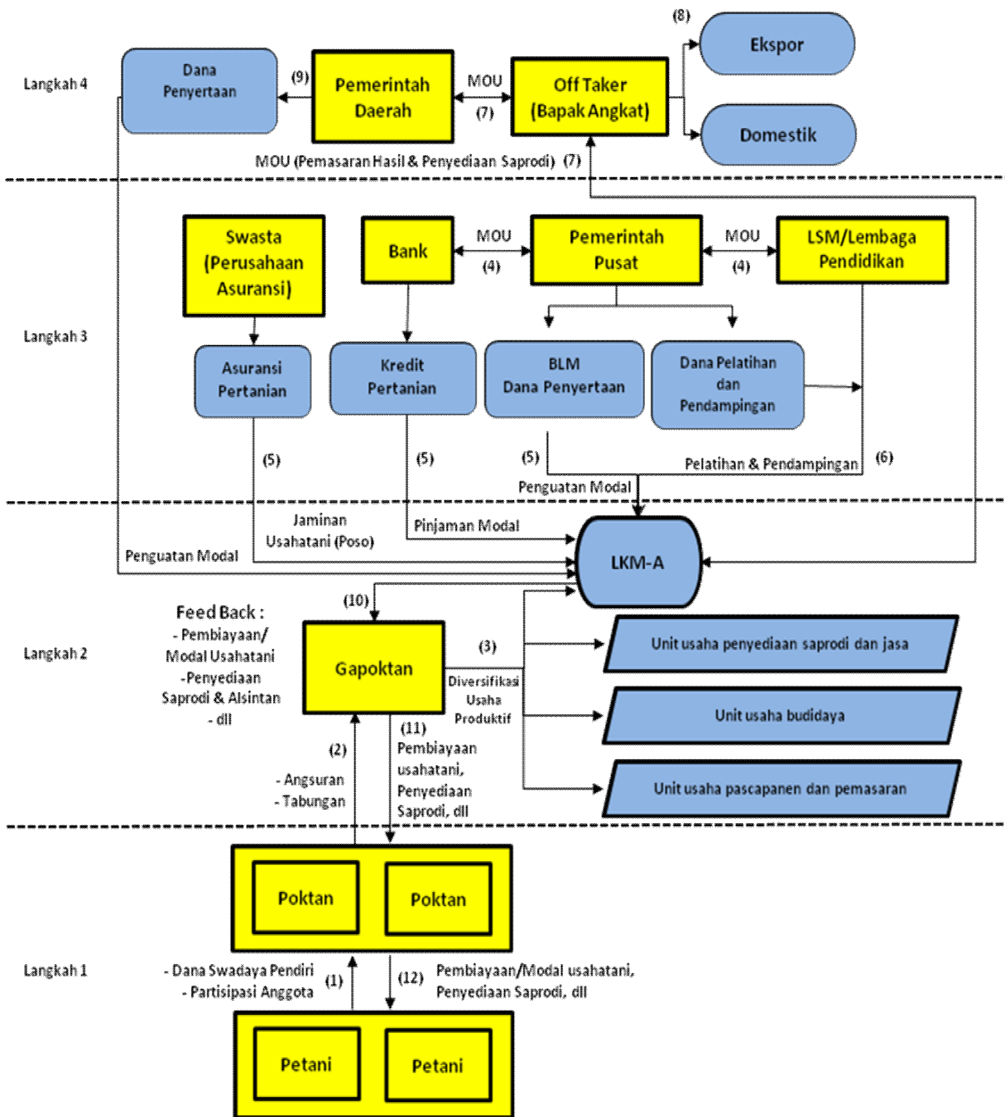 Langkah 4
Dana
Penyertaan
(9)
Pemerintah
Daerah
MOU
(7)
Off Taker
(Bapak Angkat)
(8)
Ekspor
Domestik
MOU (Pemasaran Hasil & Penyediaan Saprodi) (7)
Langkah 3
Swasta
(Perusahaan
Asuransi)
Bank
MOU
(4)
Pemerintah
Pusat
MOU
(4)
LSM/Lembaga
Pendidikan
Asuransi
Pertanian
Kredit
Pertanian
BLM
Dana Penyertaan
Dana Pelatihan
dan
Pendampingan
(5)
(5)
(5)
Pelatihan & Pendampingan
(6)
Penguatan Modal
Langkah 2
Penguatan Modal
Jaminan
Usahatani (Poso)
Pinjaman Modal
LKM-A
(10)
Feed Back :
- Pembiayaan/
Modal Usahatani
-Penyediaan
Saprodi & Alsintan
- dll
Gapoktan
(3)
Diversifikasi
Usaha
Produktif
Unit usaha penyediaan saprodi dan jasa
Unit usaha budidaya
Unit usaha pascapanen dan pemasaran
(2)
- Angsuran
- Tabungan
(11)
Pembiayaan
usahatani,
Penyediaan
Saprodi, dll
Langkah 1
Poktan
Poktan
- Dana Swadaya Pendiri
- Partisipasi Anggota
(1)
(12)
Pembiayaan/Modal usahatani,
Penyediaan Saprodi, dll
Petani
Petani